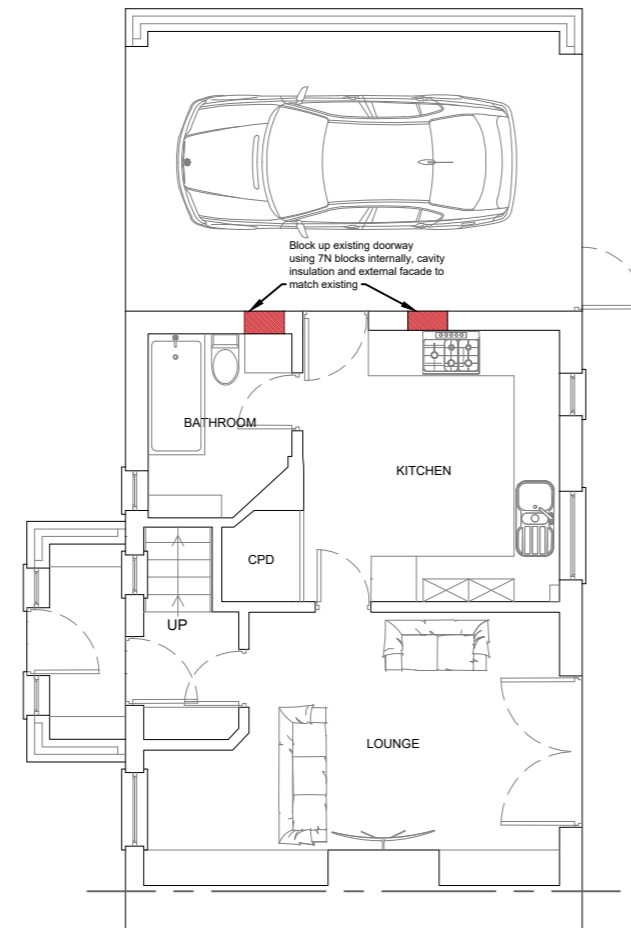 Block up existing doorway
using 7N blocks internally, cavity
insulation and external facade to
match existing
BATHROOM
KITCHEN
CPD
UP
LOUNGE